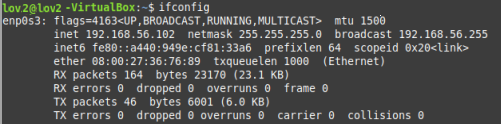 lov.2@lov2 -VirtualBox:~$ ifconfig
enp0s3: flags=4163<UP,BROADCAST,RUNNING,MULTICAST> mtu 1500
inet 192.168.56.102 netmask 255.255.255.0 broadcast 192.168.56.255
inet6 fe80::a440:949e:cf81:33a6 prefixlen 64 scopeid 0x20<link>
ether 08:00:27:36:76:89 txqueuelen 1000 (Ethernet)
RX packets 164 bytes 23170 (23.1 KB)
RX errors 0 dropped 0 overruns 0 frame 0
TX packets 46 bytes 6001 (6.0 KB)
TX errors 0 dropped 0 overruns 0 carrier 0 collisions 0